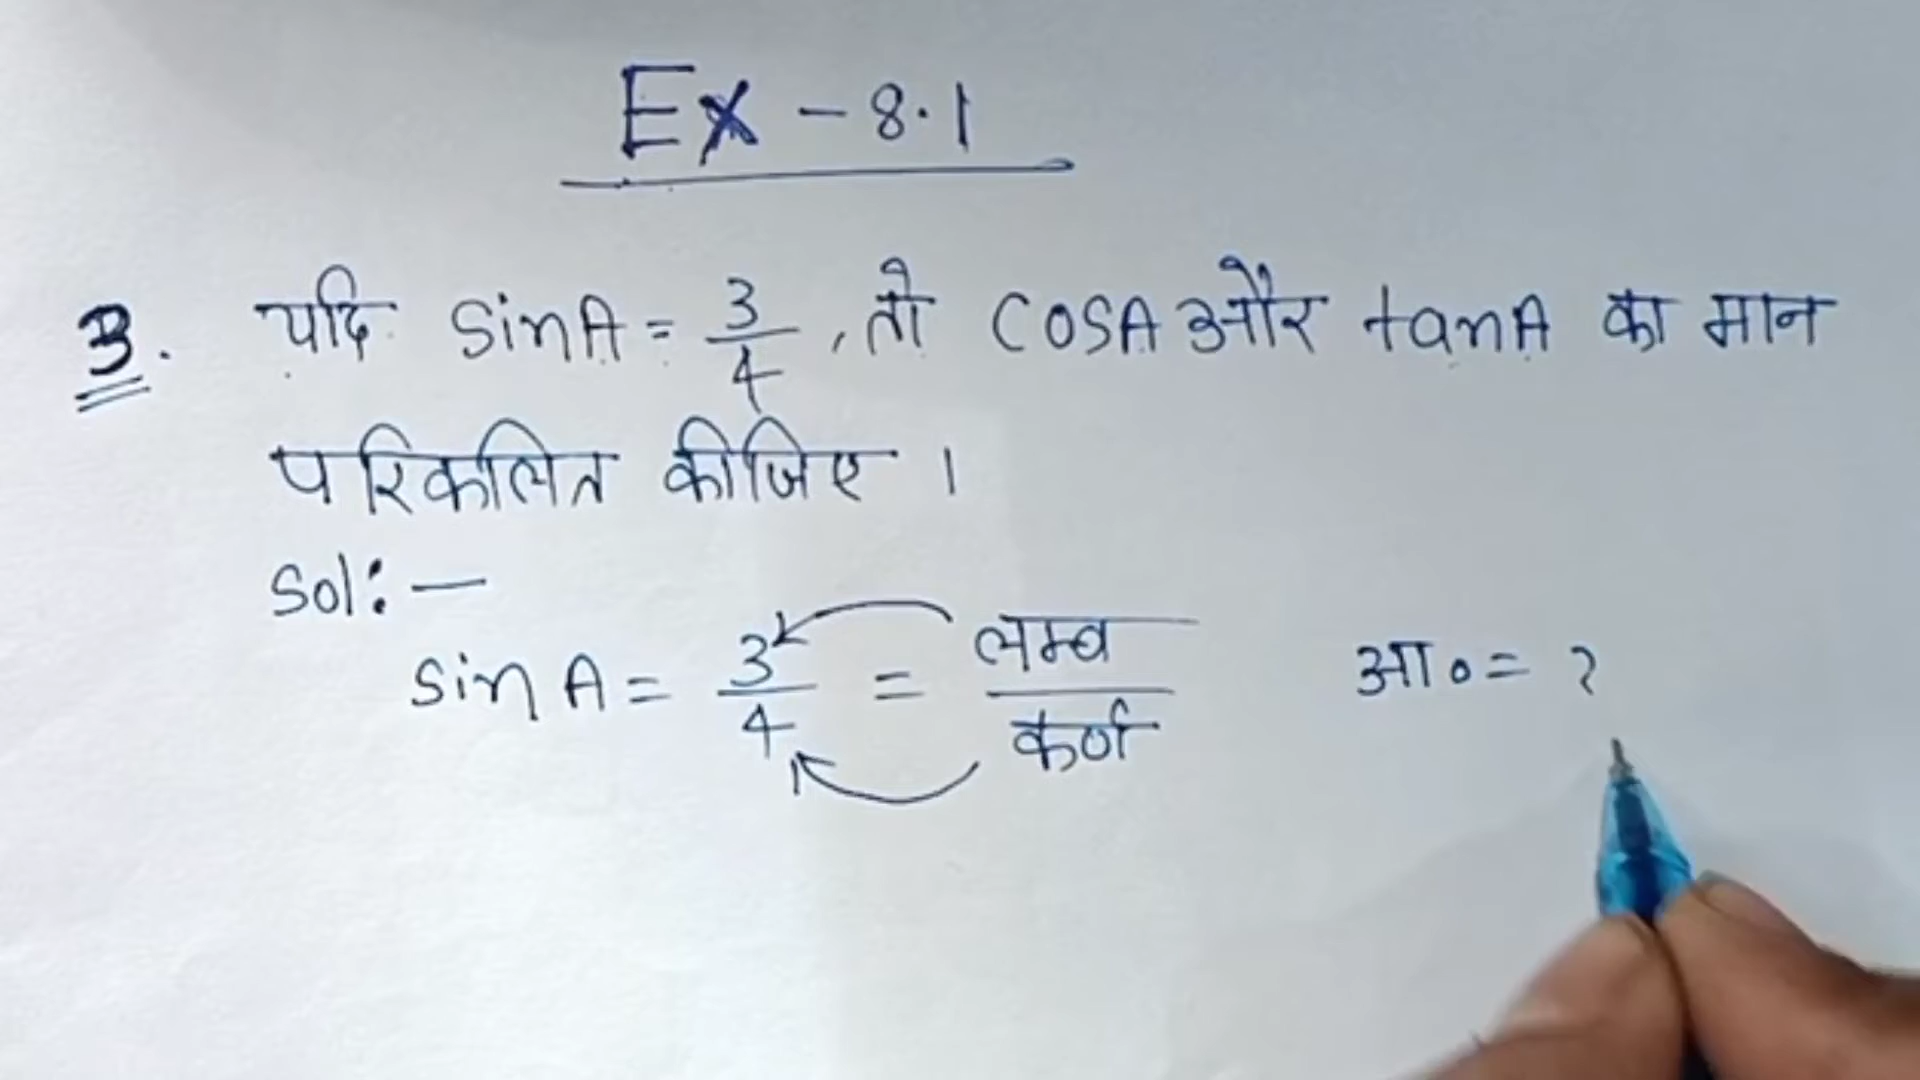 Ex - 8.1
3. यदि sinA = 3/4, तो cosA और tanA का मान
परिकलित कीजिए ।
Sol: —
sin A = 3/4 = लम्ब/कर्ण आ० = ?